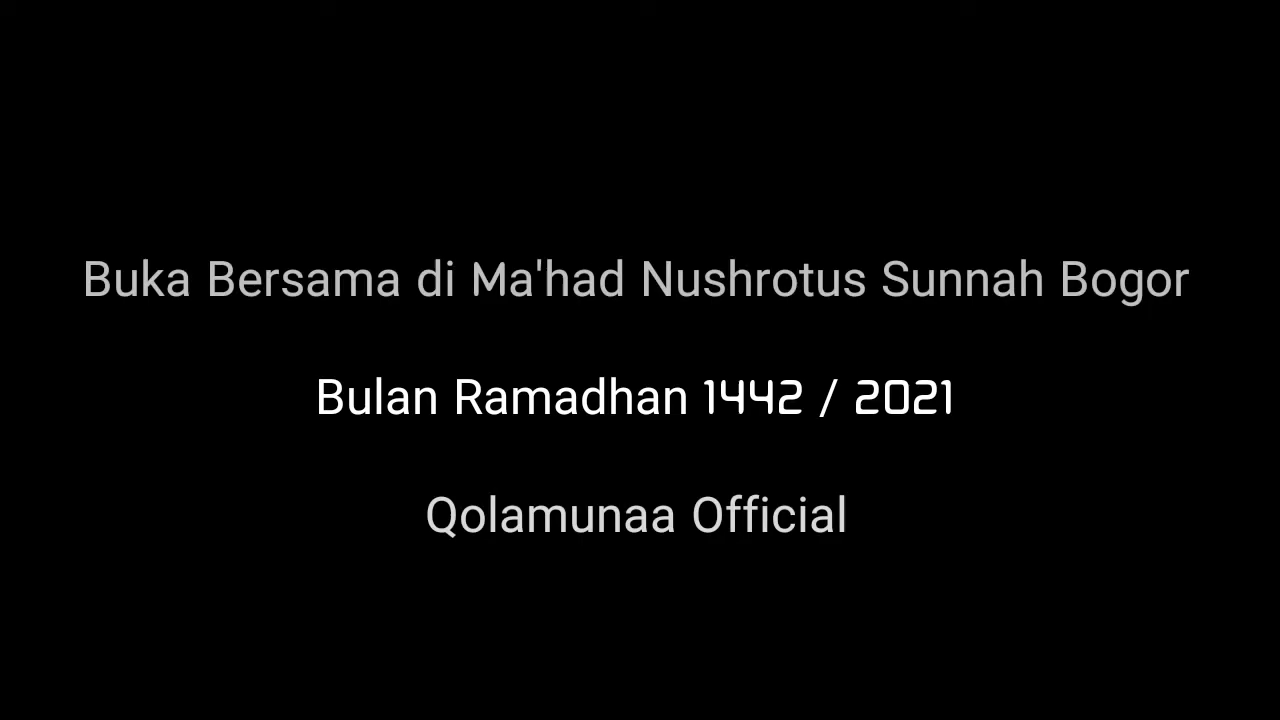 Buka Bersama di Ma'had Nushrotus Sunnah Bogor
Bulan Ramadhan 1442 / 2021
Qolamunaa Official